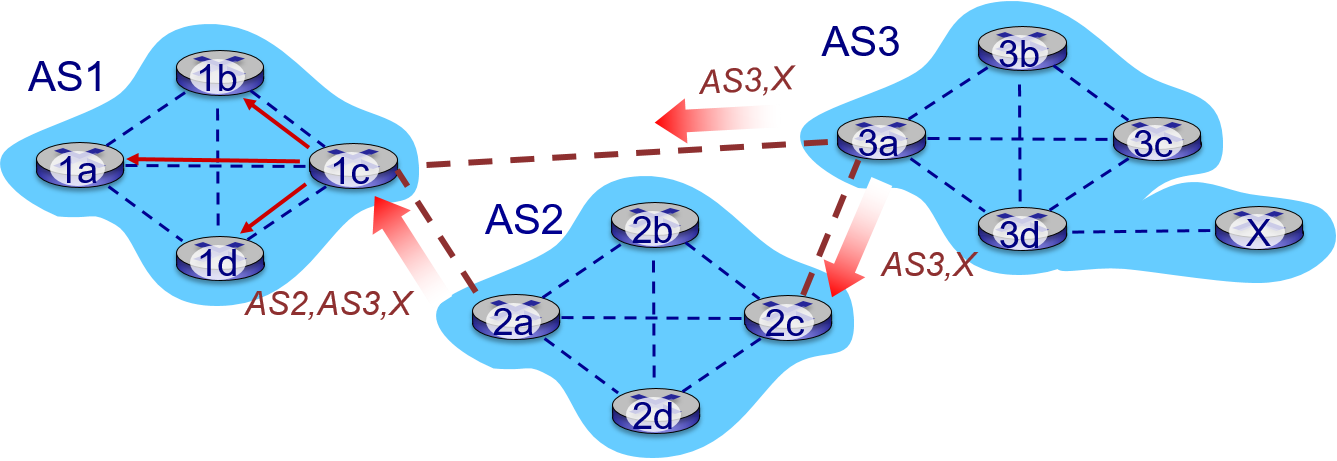 AS1
1b
1a
1c
1d
AS2,AS3,X
AS3,X
AS2
2b
2a
2c
2d
AS3
3b
3a
3c
3d
X
AS3,X